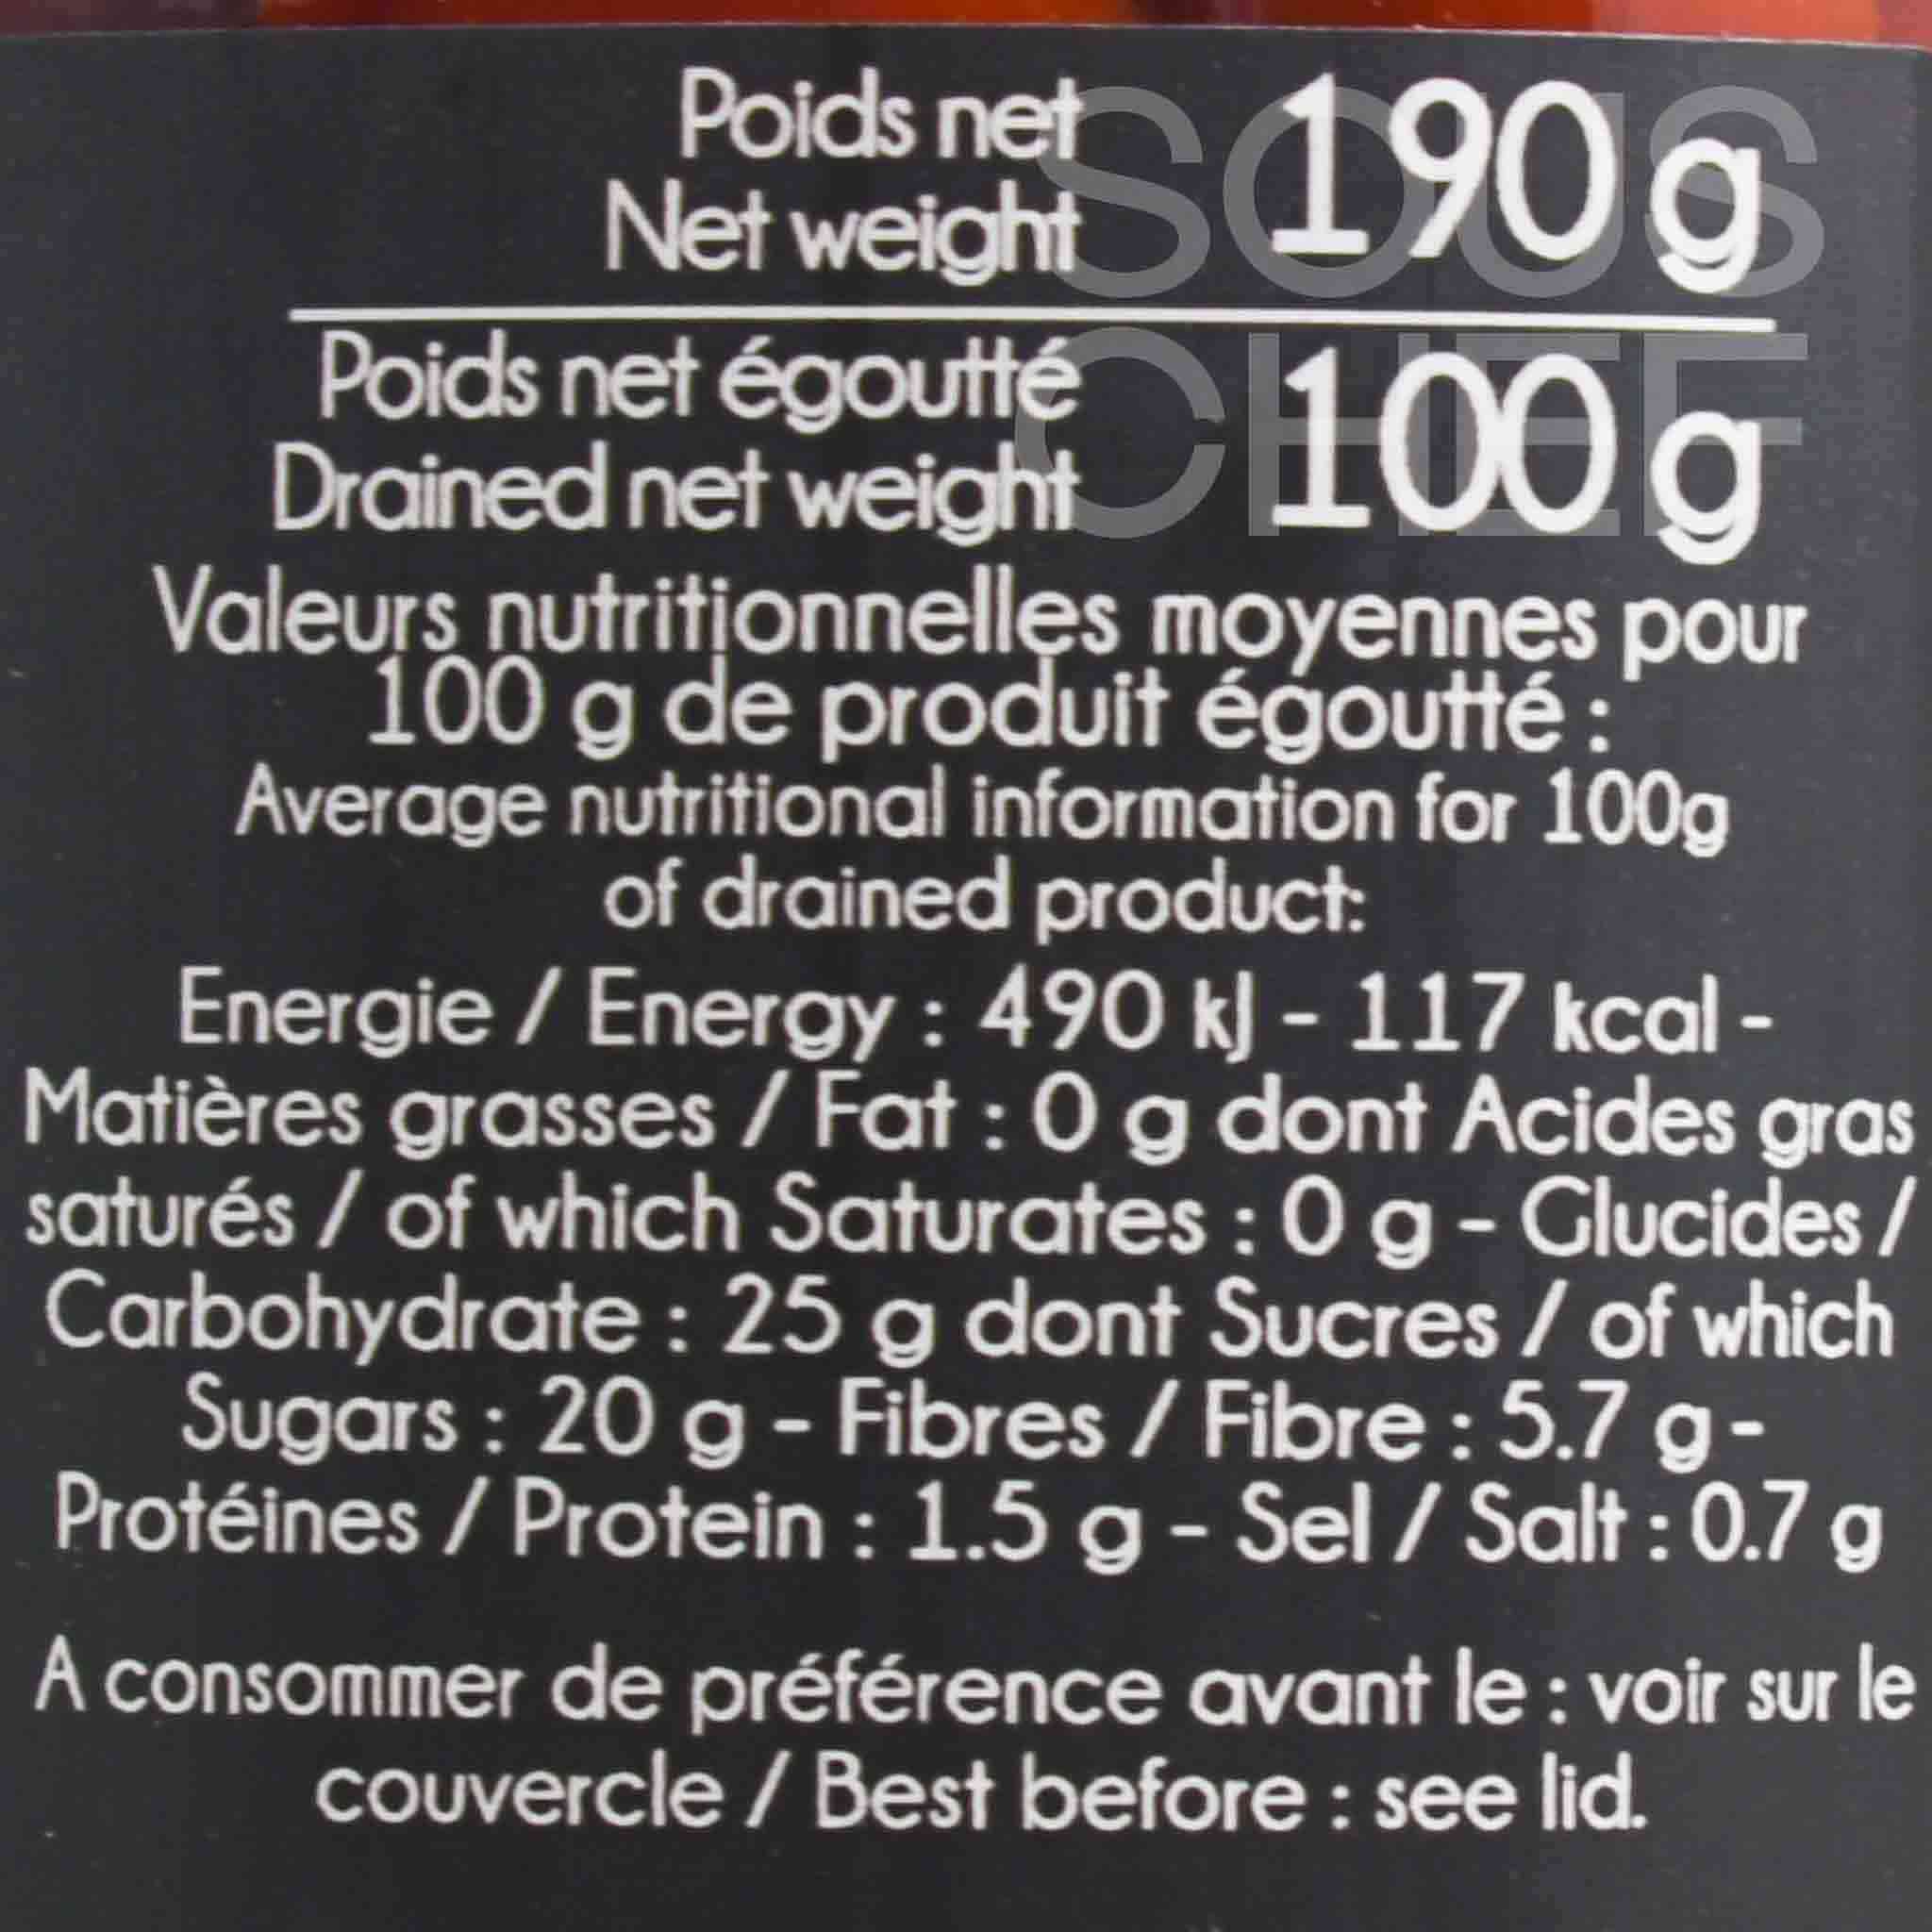 Poids net
Net weight
190 g
Poids net égoutté
Drained net weight
100 g
SOUS
CHEF
Valeurs nutritionnelles moyennes pour
100 g de produit égoutté :
Average nutritional information for 100g
of drained product:
Energie / Energy : 490 kJ - 117 kcal -
Matières grasses / Fat : 0 g dont Acides gras
saturés / of which Saturates : 0 g - Glucides /
Carbohydrate : 25 g dont Sucres / of which
Sugars : 20 g - Fibres / Fibre : 5.7 g -
Protéines / Protein : 1.5 g - Sel / Salt : 0.7 g
A consommer de préférence avant le : voir sur le
couvercle / Best before : see lid.